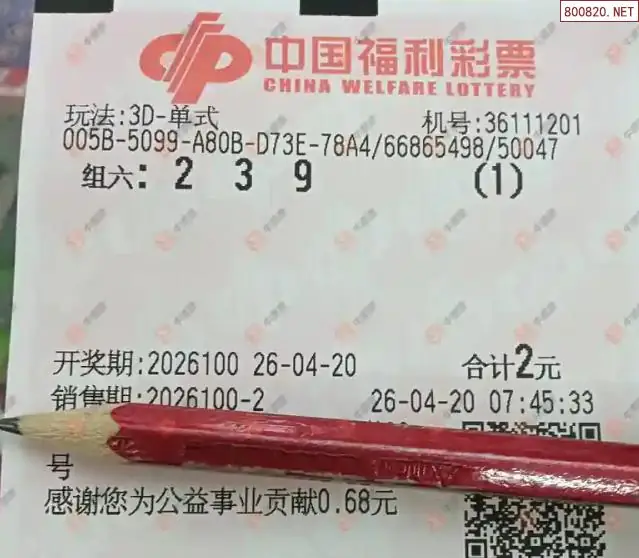 800820.NET
中国福利彩票
CHINA WELFARE LOTTERY
玩法:3D-单式 机号:36111201
005B-5099-A80B-D73E-78A4/66865498/50047
组六: 2 3 9 (1)
开奖期:2026100 26-04-20 合计2元
销售期:2026100-2 26-04-20 07:45:33
号
感谢您为公益事业贡献0.68元